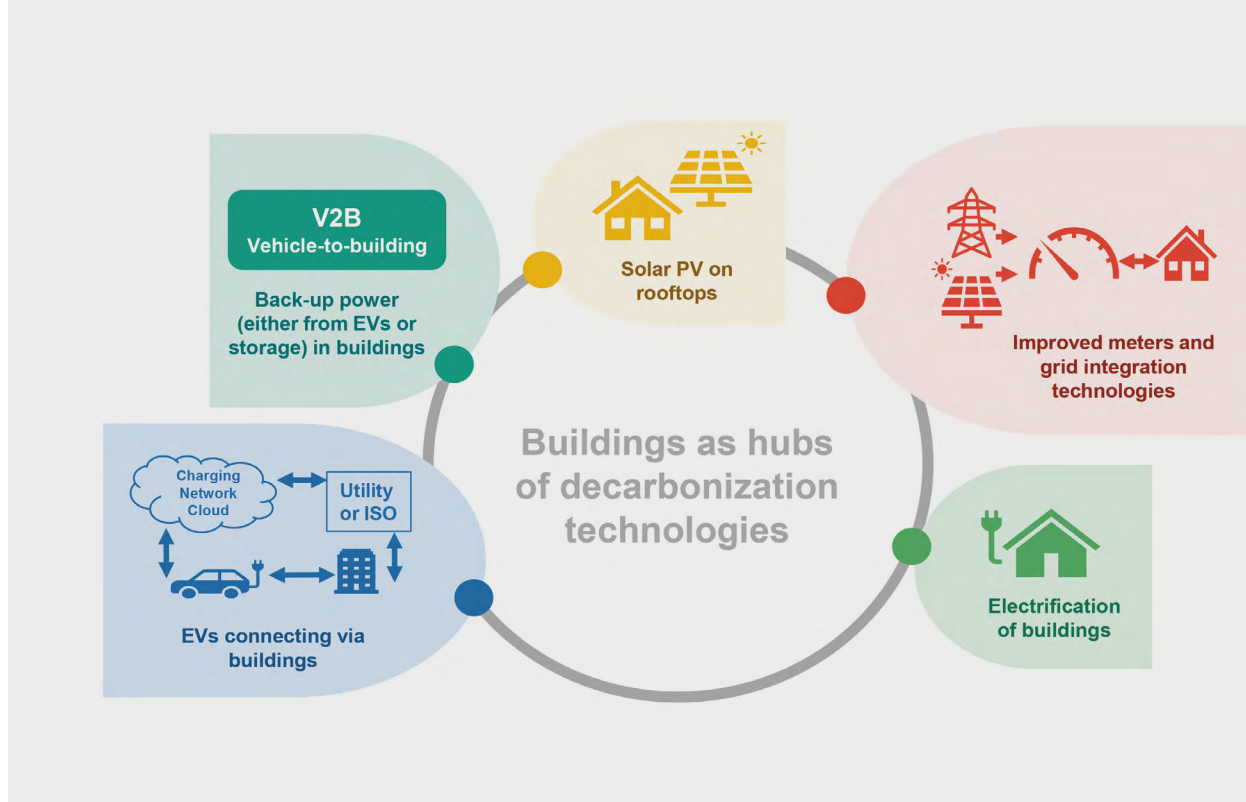 V2B
Vehicle-to-building
Back-up power
(either from EVs or
storage) in buildings
Solar PV on
rooftops
Improved meters and
grid integration
technologies
Buildings as hubs
of decarbonization
technologies
Charging
Network
Cloud
Utility
or ISO
EVs connecting via
buildings
Electrification
of buildings